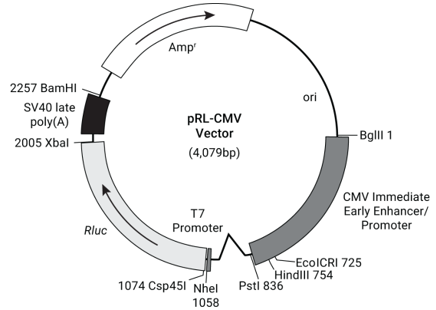 Ampʳ
ori
2257 BamHI
SV40 late
poly(A)
2005 XbaI
pRL-CMV
Vector
(4,079bp)
BglII 1
CMV Immediate
Early Enhancer/
Promoter
T7
Promoter
Rluc
EcoICRI 725
HindIII 754
PstI 836
1074 Csp45I
NheI
1058